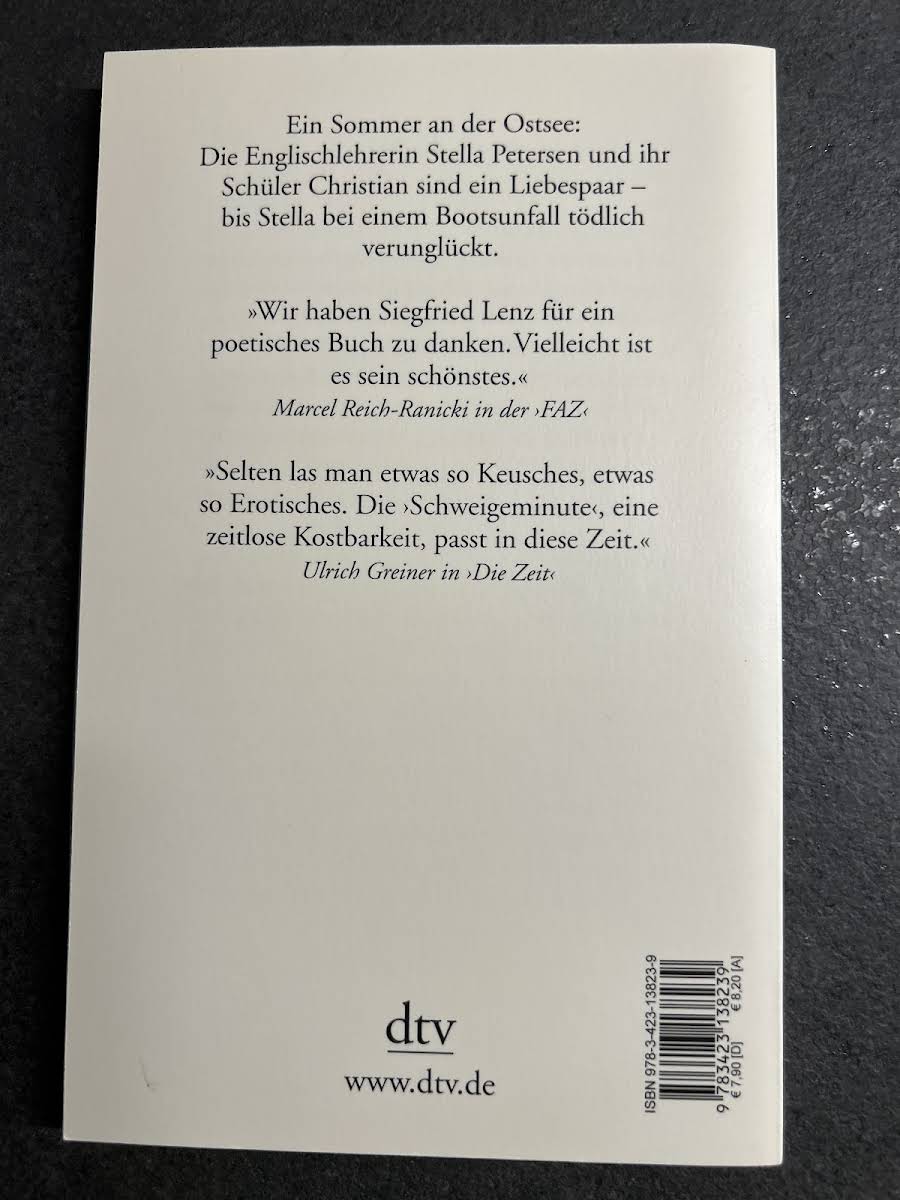 Ein Sommer an der Ostsee:
Die Englischlehrerin Stella Petersen und ihr
Schüler Christian sind ein Liebespaar –
bis Stella bei einem Bootsunfall tödlich
verunglückt.
»Wir haben Siegfried Lenz für ein
poetisches Buch zu danken. Vielleicht ist
es sein schönstes.«
Marcel Reich-Ranicki in der ›FAZ‹
»Selten las man etwas so Keusches, etwas
so Erotisches. Die ›Schweigeminute‹, eine
zeitlose Kostbarkeit, passt in diese Zeit.«
Ulrich Greiner in ›Die Zeit‹
dtv
www.dtv.de
ISBN 978-3-423-13823-9
9 783423 138239
€ 7,90 [D] € 8,20 [A]